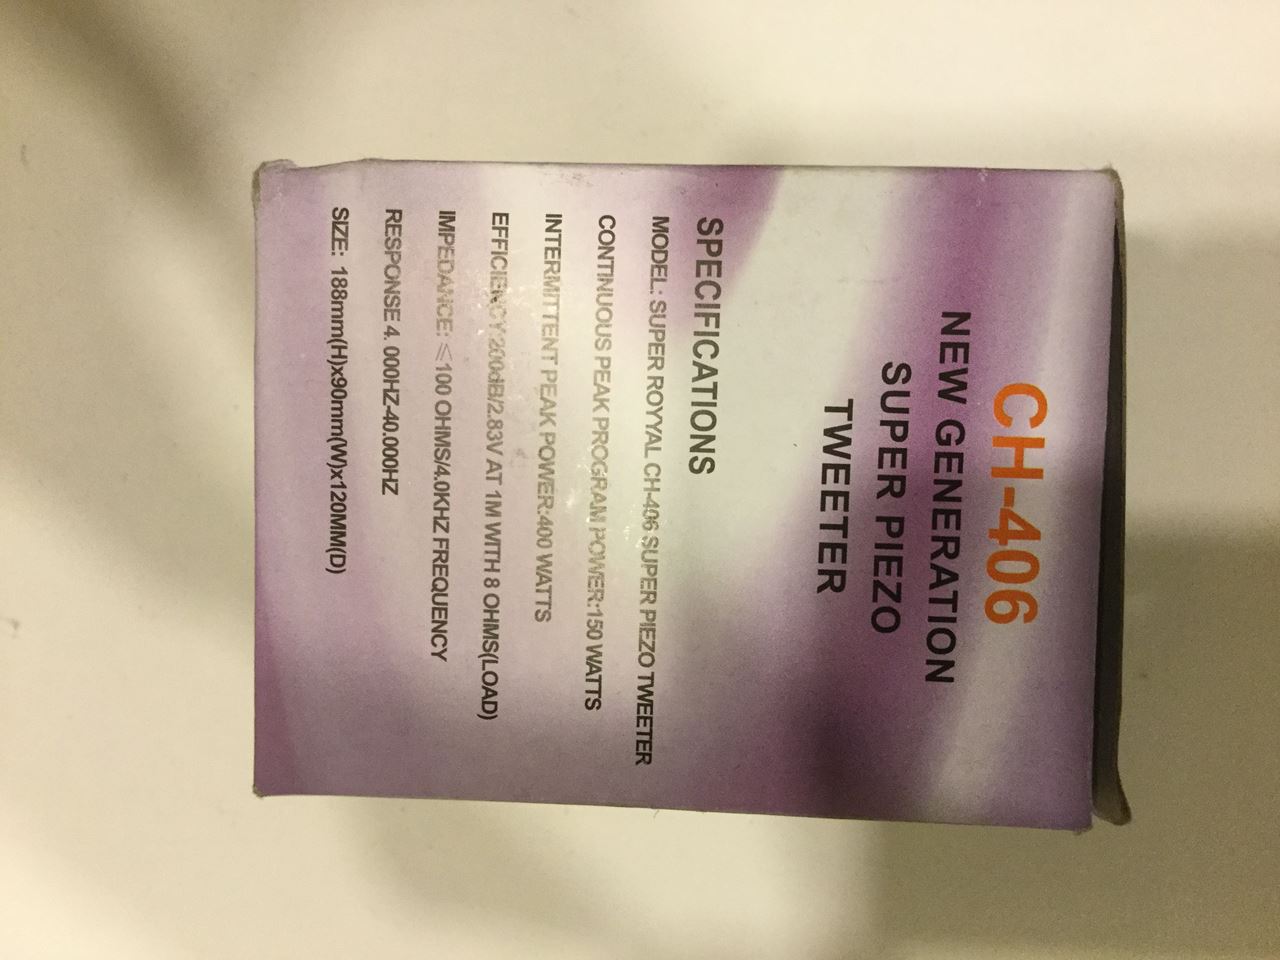 CH-406
NEW GENERATION
SUPER PIEZO
TWEETER
SPECIFICATIONS
MODEL: SUPER ROYYAL CH-406 SUPER PIEZO TWEETER
CONTINUOUS PEAK PROGRAM POWER:150 WATTS
INTERMITTENT PEAK POWER:400 WATTS
EFFICIENCY:200dB/2.83V AT 1M WITH 8 OHMS(LOAD)
IMPEDANCE: ≤100 OHMS/4.0KHZ FREQUENCY
RESPONSE 4. 000HZ-40.000HZ
SIZE: 188mm(H)x90mm(W)x120MM(D)